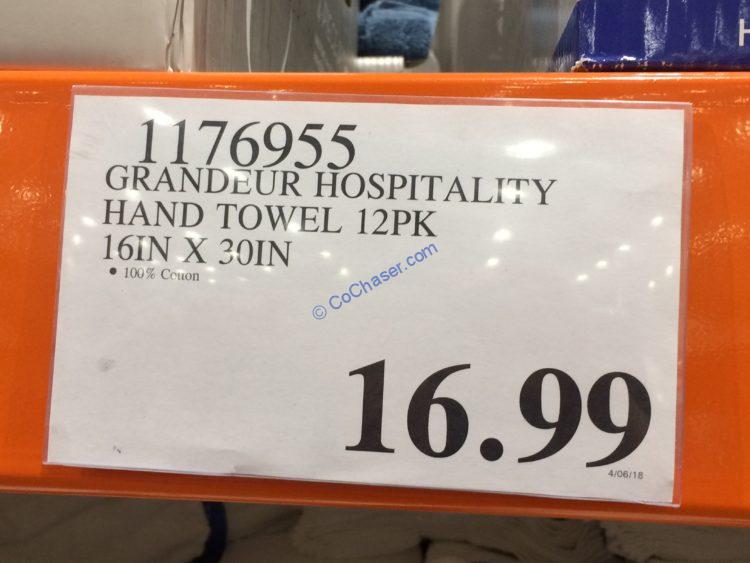 H
1176955
GRANDEUR HOSPITALITY
HAND TOWEL 12PK
16IN X 30IN
• 100% Cotton
© CoChaser.com
16.99
4/06/18